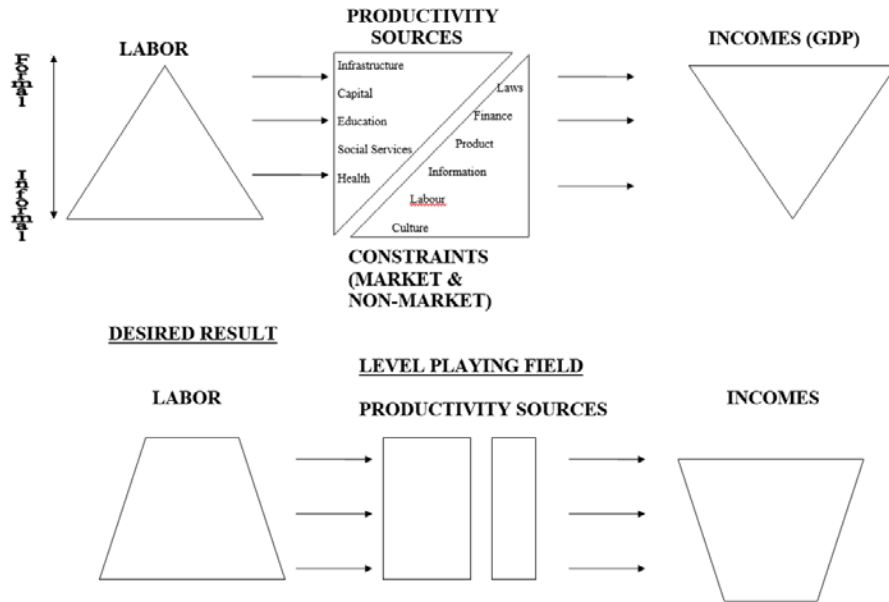 PRODUCTIVITY
SOURCES
LABOR
INCOMES (GDP)
Formal
Informal
Infrastructure
Capital
Education
Social Services
Health
Laws
Finance
Product
Information
Labour
Culture
CONSTRAINTS
(MARKET &
NON-MARKET)
DESIRED RESULT
LEVEL PLAYING FIELD
LABOR
PRODUCTIVITY SOURCES
INCOMES